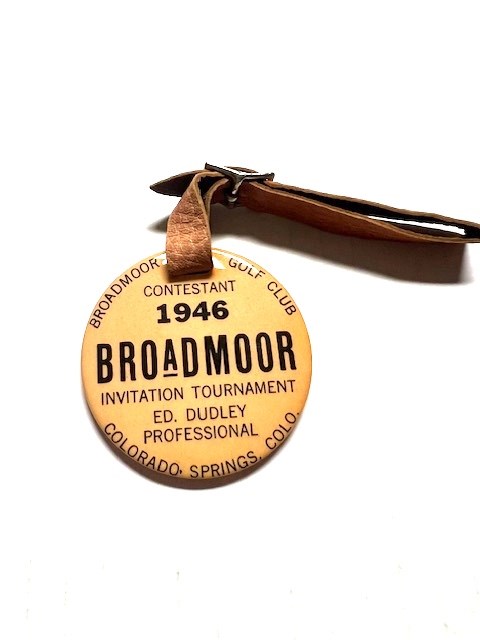 BROADMOOR GOLF CLUB
CONTESTANT
1946
BROADMOOR
INVITATION TOURNAMENT
ED. DUDLEY
PROFESSIONAL
COLORADO, SPRINGS, COLO.